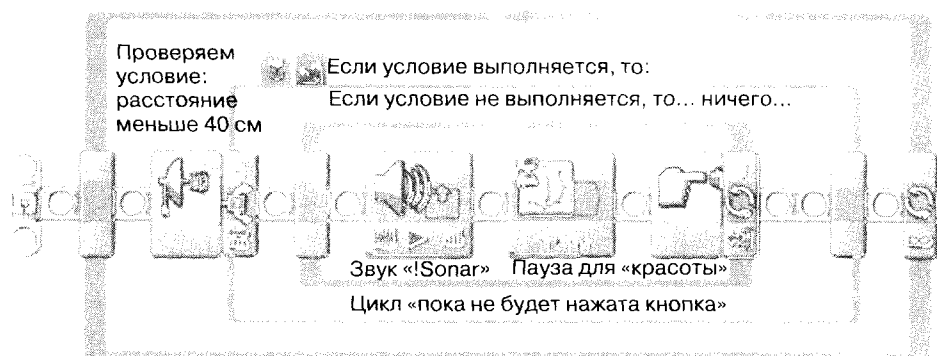 Проверяем
условие:
расстояние
меньше 40 см
Если условие выполняется, то:
Если условие не выполняется, то... ничего...
Звук «!Sonar» Пауза для «красоты»
Цикл «пока не будет нажата кнопка»